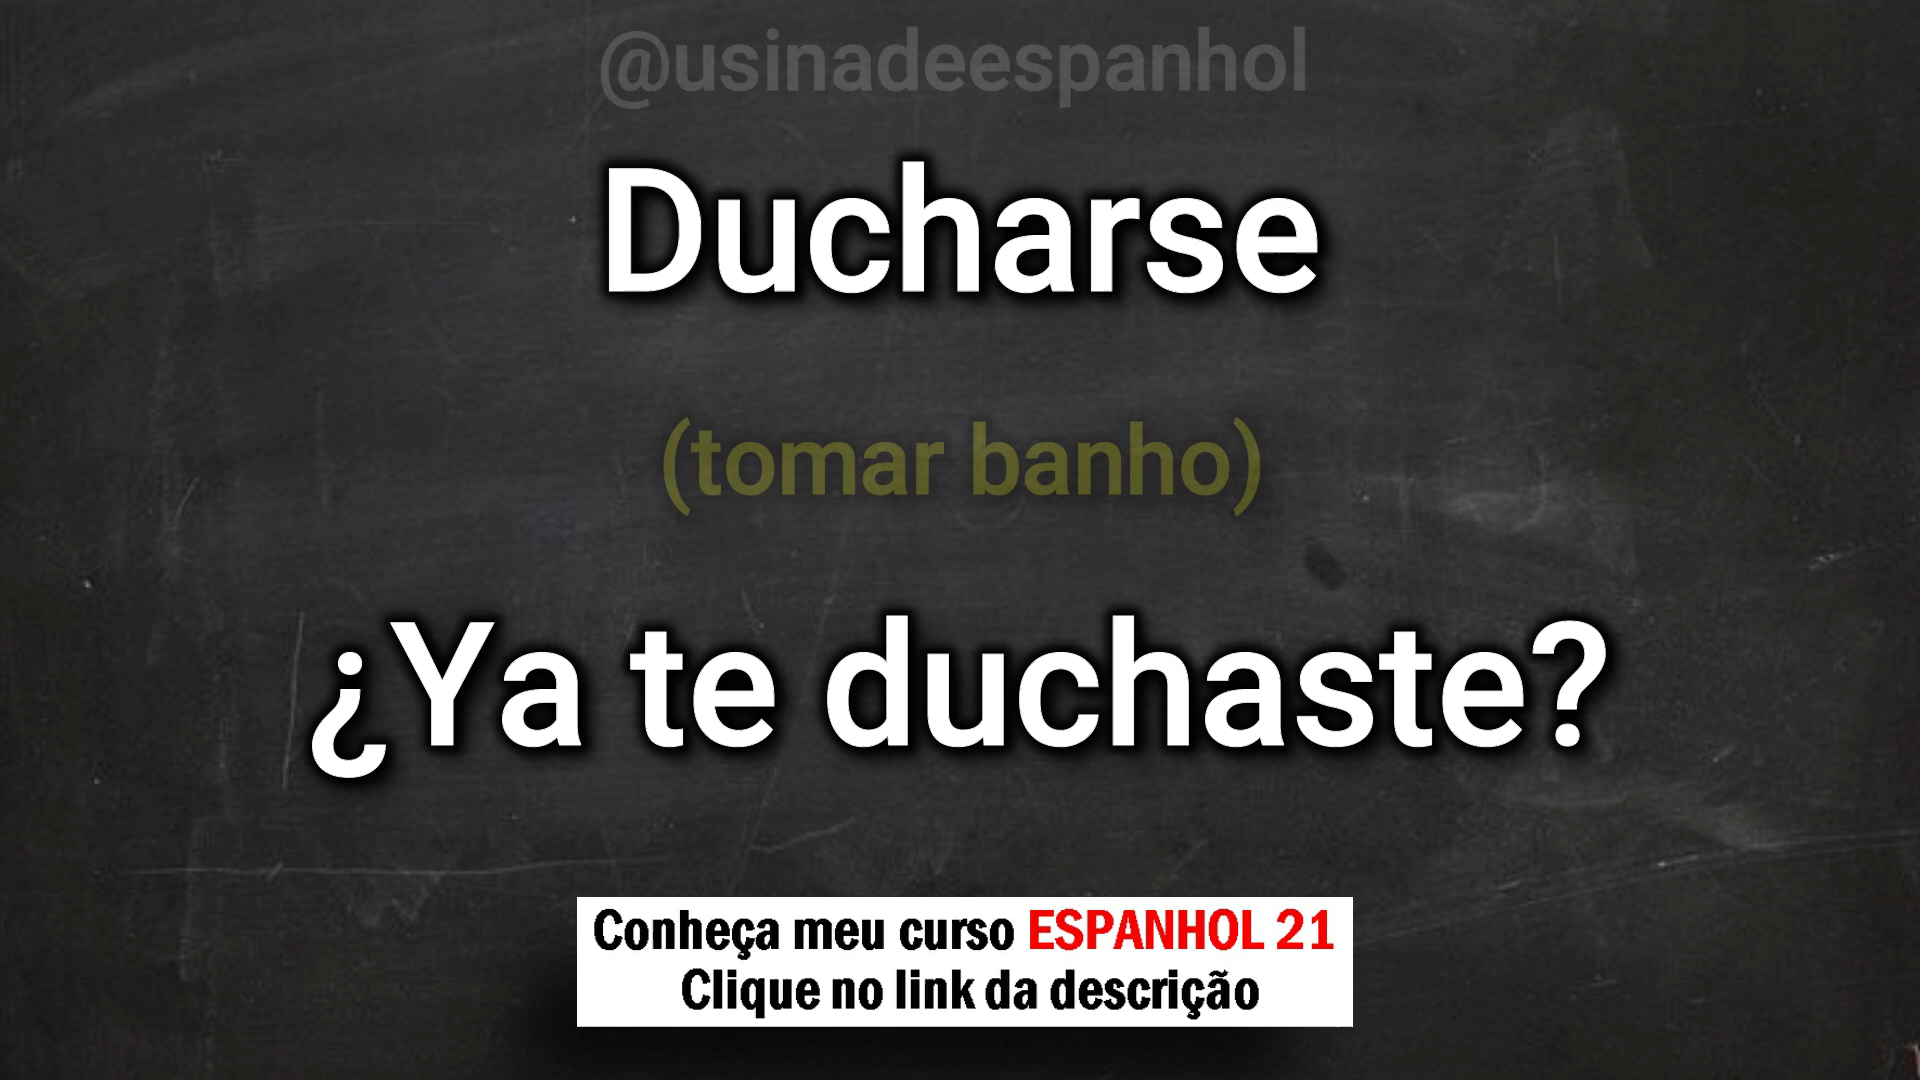 @usinadeespanhol
Ducharse
(tomar banho)
¿Ya te duchaste?
Conheça meu curso ESPANHOL 21
Clique no link da descrição